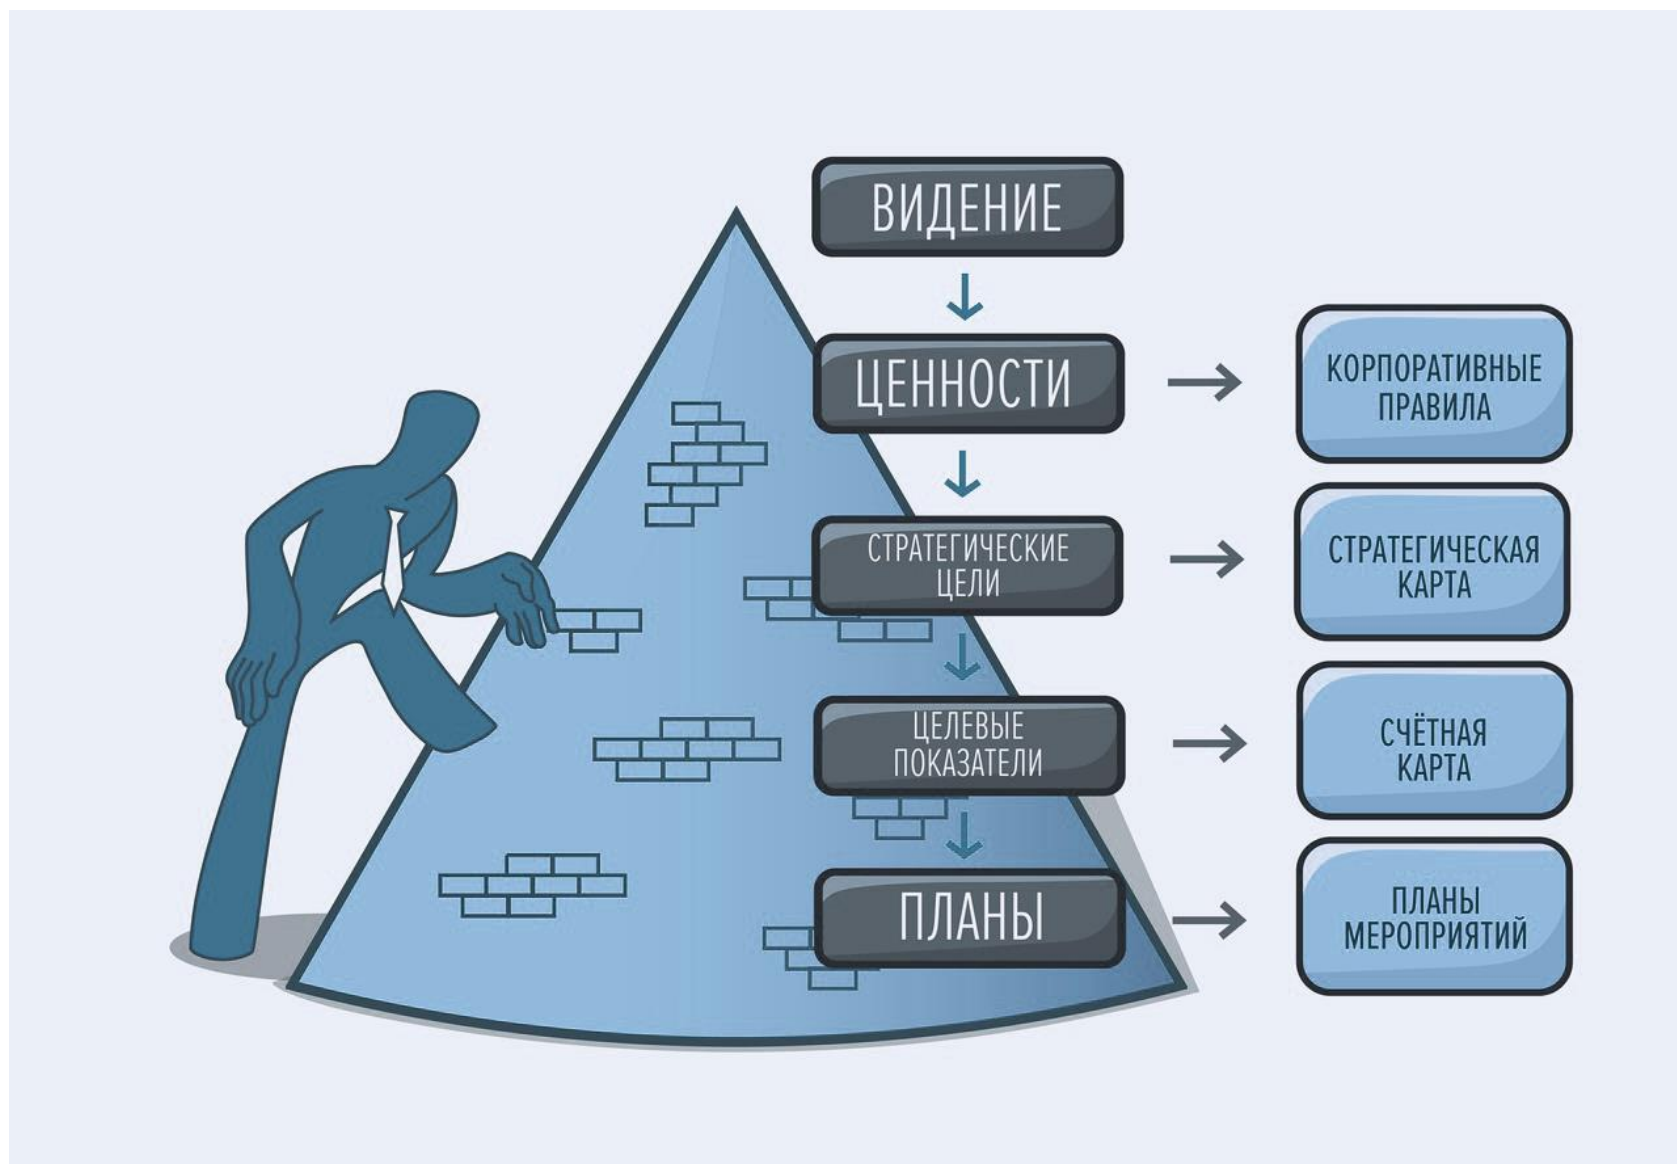 ВИДЕНИЕ
ЦЕННОСТИ
КОРПОРАТИВНЫЕ
ПРАВИЛА
СТРАТЕГИЧЕСКИЕ
ЦЕЛИ
СТРАТЕГИЧЕСКАЯ
КАРТА
ЦЕЛЕВЫЕ
ПОКАЗАТЕЛИ
СЧЁТНАЯ
КАРТА
ПЛАНЫ
ПЛАНЫ
МЕРОПРИЯТИЙ